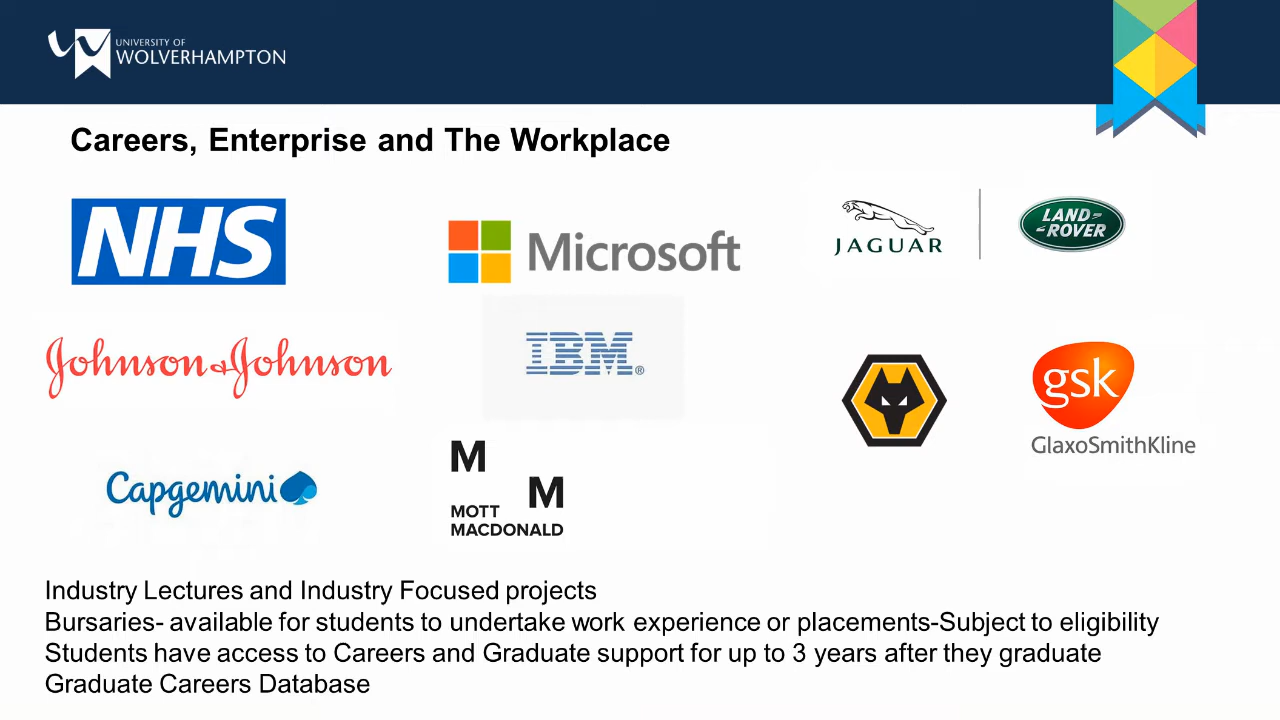 UNIVERSITY OF
WOLVERHAMPTON
Careers, Enterprise and The Workplace
NHS
Microsoft
JAGUAR
LAND-
-ROVER
Johnson&Johnson
IBM®
gsk
GlaxoSmithKline
Capgemini
M
M
MOTT
MACDONALD
Industry Lectures and Industry Focused projects
Bursaries- available for students to undertake work experience or placements-Subject to eligibility
Students have access to Careers and Graduate support for up to 3 years after they graduate
Graduate Careers Database